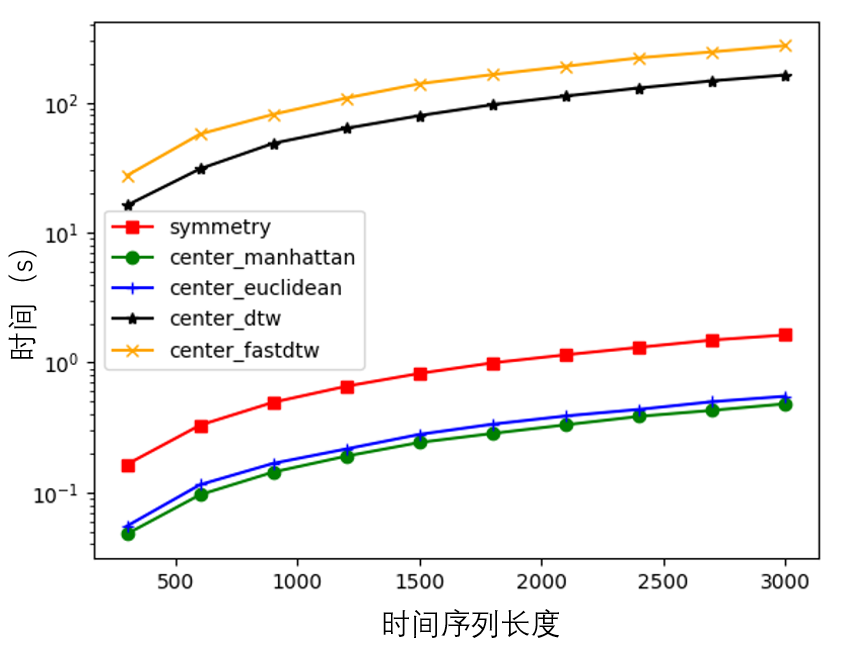 10²
10¹
10⁰
10⁻¹
时间（s）
symmetry
center_manhattan
center_euclidean
center_dtw
center_fastdtw
500 1000 1500 2000 2500 3000
时间序列长度